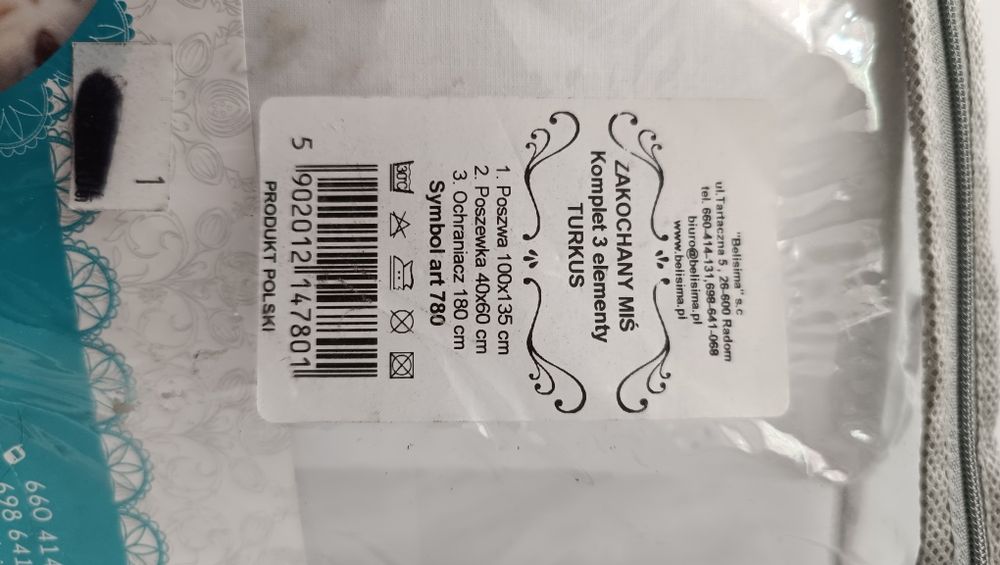 "Belisima" s.c
ul.Tartaczna 5 , 26-600 Radom
tel. 660-414-131,698-641-068
biuro@belisima.pl
www.belisima.pl
ZAKOCHANY MIŚ
Komplet 3 elementy
TURKUS
1. Poszwa 100x135 cm
2. Poszewka 40x60 cm
3. Ochraniacz 180 cm
Symbol art 780
30°C
5 902012 147801
PRODUKT POLSKI
1
660 414
698 641